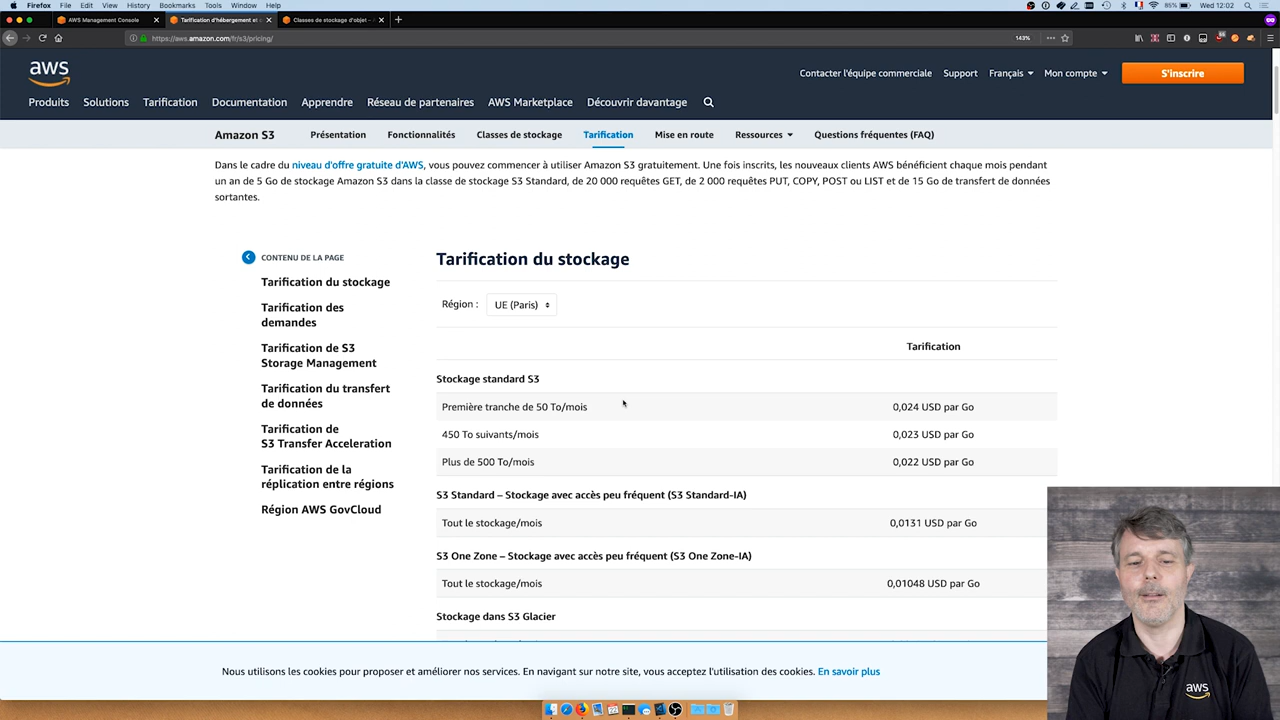 Firefox File Edit View History Bookmarks Tools Window Help
85% Wed 12:02
AWS Management Console
Tarification d'hébergement et s
Classes de stockage d'objet –
https://aws.amazon.com/fr/s3/pricing/
143%
aws
Contacter l'équipe commerciale Support Français Mon compte S'inscrire
Produits Solutions Tarification Documentation Apprendre Réseau de partenaires AWS Marketplace Découvrir davantage
Amazon S3 Présentation Fonctionnalités Classes de stockage Tarification Mise en route Ressources Questions fréquentes (FAQ)
Dans le cadre du niveau d'offre gratuite d'AWS, vous pouvez commencer à utiliser Amazon S3 gratuitement. Une fois inscrits, les nouveaux clients AWS bénéficient chaque mois pendant
un an de 5 Go de stockage Amazon S3 dans la classe de stockage S3 Standard, de 20 000 requêtes GET, de 2 000 requêtes PUT, COPY, POST ou LIST et de 15 Go de transfert de données
sortantes.
CONTENU DE LA PAGE
Tarification du stockage
Tarification des
demandes
Tarification de S3
Storage Management
Tarification du transfert
de données
Tarification de
S3 Transfer Acceleration
Tarification de la
réplication entre régions
Région AWS GovCloud
Tarification du stockage
Région : UE (Paris)
Tarification
Stockage standard S3
Première tranche de 50 To/mois 0,024 USD par Go
450 To suivants/mois 0,023 USD par Go
Plus de 500 To/mois 0,022 USD par Go
S3 Standard – Stockage avec accès peu fréquent (S3 Standard-IA)
Tout le stockage/mois 0,0131 USD par Go
S3 One Zone – Stockage avec accès peu fréquent (S3 One Zone-IA)
Tout le stockage/mois 0,01048 USD par Go
Stockage dans S3 Glacier
Nous utilisons les cookies pour proposer et améliorer nos services. En navigant sur notre site, vous acceptez l'utilisation des cookies. En savoir plus
aws